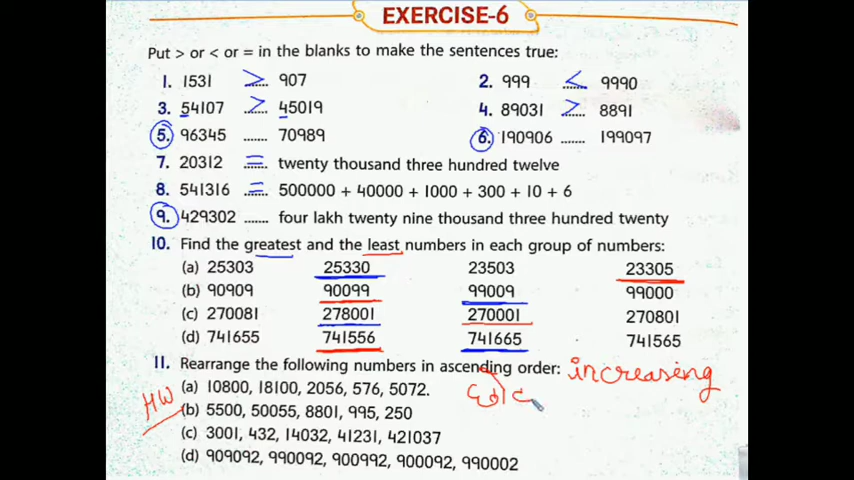 EXERCISE-6
Put > or < or = in the blanks to make the sentences true:
1. 1531 ...>... 907 2. 999 ...<... 9990
3. 54107 ...>... 45019 4. 89031 ...>... 8891
5. 96345 ....... 70989 6. 190906 ....... 199097
7. 20312 ...=... twenty thousand three hundred twelve
8. 541316 ...=... 500000 + 40000 + 1000 + 300 + 10 + 6
9. 429302 ....... four lakh twenty nine thousand three hundred twenty
10. Find the greatest and the least numbers in each group of numbers:
(a) 25303 25330 23503 23305
(b) 90909 90099 99009 99000
(c) 270081 278001 270001 270801
(d) 741655 741556 741665 741565
11. Rearrange the following numbers in ascending order: increasing
(a) 10800, 18100, 2056, 576, 5072.
HW (b) 5500, 50055, 8801, 995, 250
(c) 3001, 432, 14032, 41231, 421037
(d) 909092, 990092, 900992, 900092, 990002